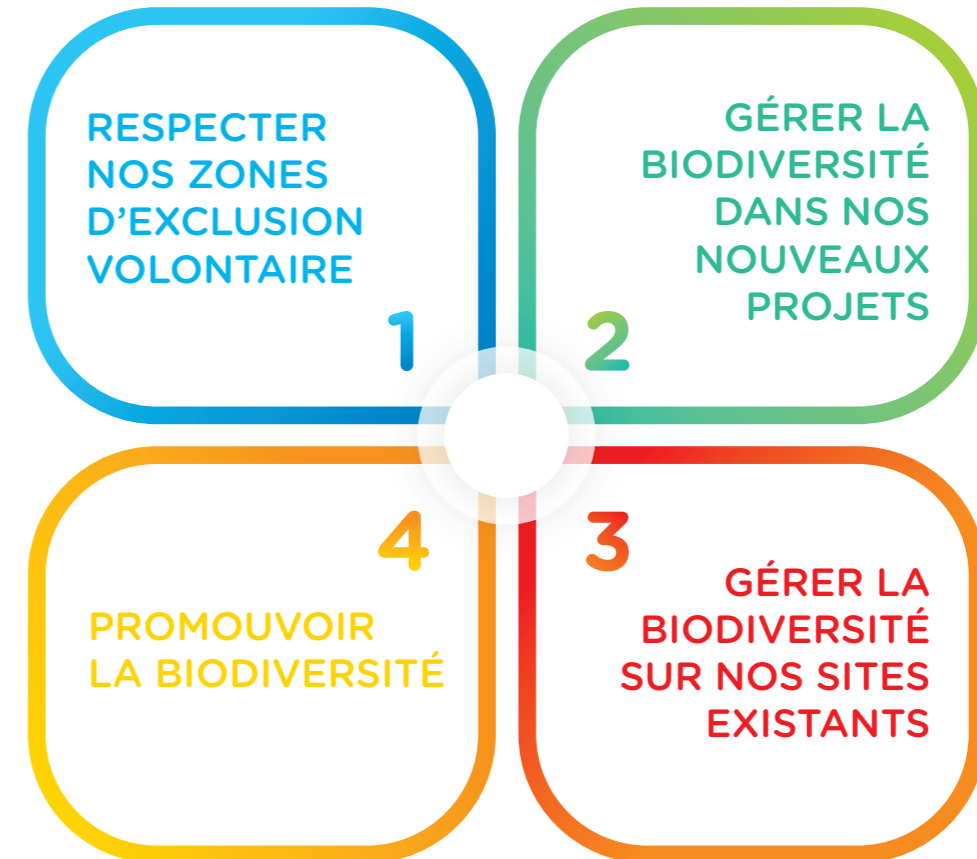 RESPECTER
NOS ZONES
D’EXCLUSION
VOLONTAIRE
1
GÉRER LA
BIODIVERSITÉ
DANS NOS
NOUVEAUX
PROJETS
2
3
GÉRER LA
BIODIVERSITÉ
SUR NOS SITES
EXISTANTS
4
PROMOUVOIR
LA BIODIVERSITÉ